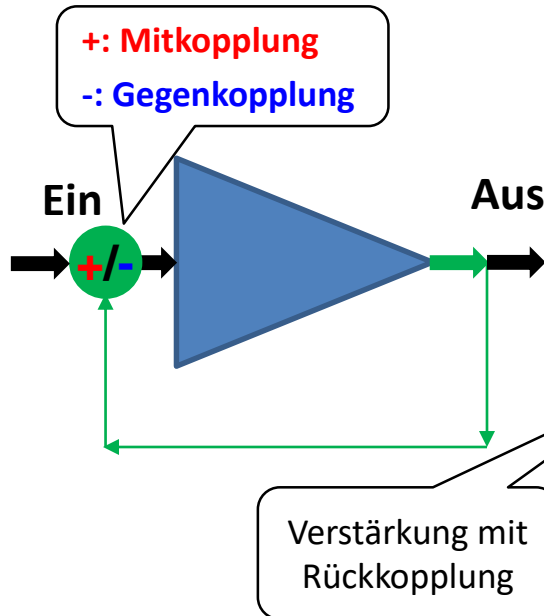 +: Mitkopplung
-: Gegenkopplung
Ein
Aus
+/-
Verstärkung mit
Rückkopplung